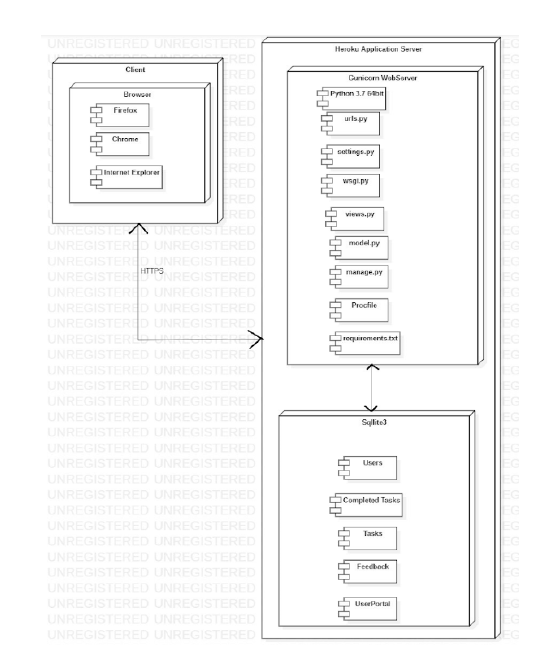 UNREGISTERED UNREGISTERED
Heroku Application Server
Client
Browser
Firefox
Chrome
Internet Explorer
HTTPS
Gunicorn WebServer
Python 3.7 64bit
urls.py
settings.py
wsgi.py
views.py
model.py
manage.py
Procfile
requirements.txt
Sqllite3
Users
Completed Tasks
Tasks
Feedback
UserPortal